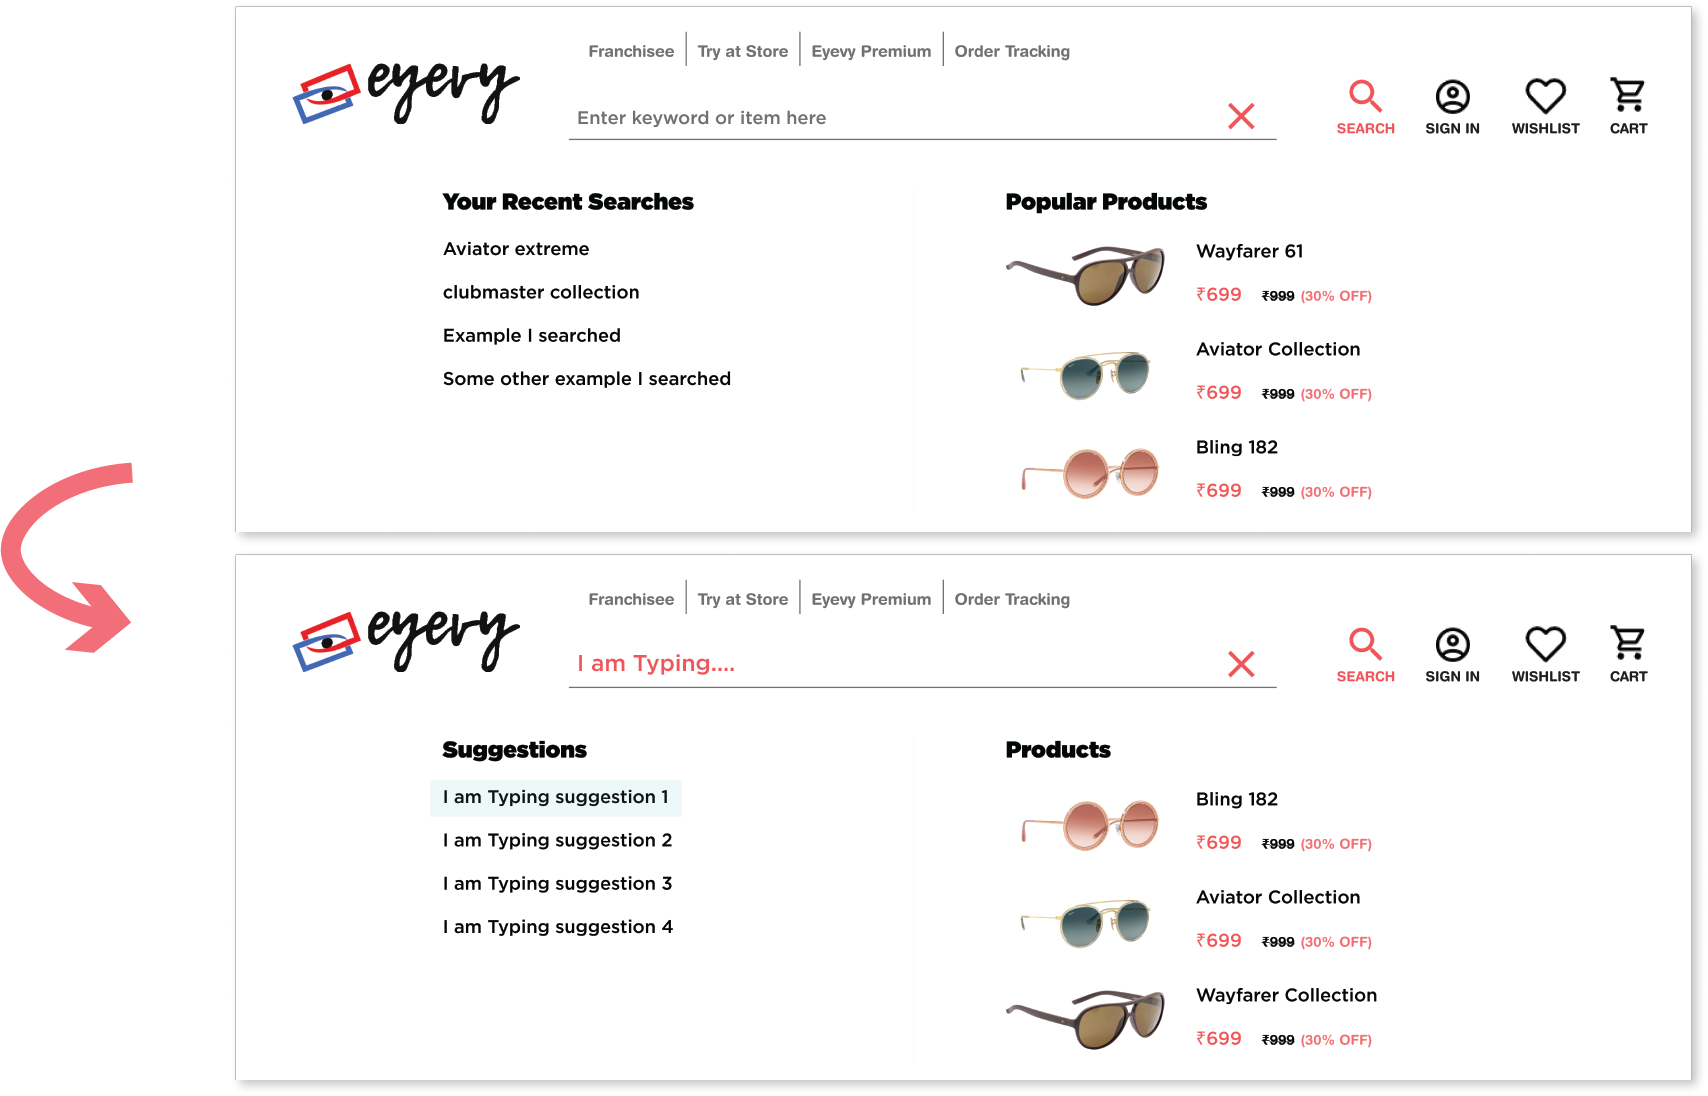 Franchisee Try at Store Eyevy Premium Order Tracking
eyevy
Enter keyword or item here
SEARCH SIGN IN WISHLIST CART
Your Recent Searches
Aviator extreme
clubmaster collection
Example I searched
Some other example I searched
Popular Products
Wayfarer 61
₹699 ₹999 (30% OFF)
Aviator Collection
₹699 ₹999 (30% OFF)
Bling 182
₹699 ₹999 (30% OFF)
Franchisee Try at Store Eyevy Premium Order Tracking
eyevy
I am Typing....
SEARCH SIGN IN WISHLIST CART
Suggestions
I am Typing suggestion 1
I am Typing suggestion 2
I am Typing suggestion 3
I am Typing suggestion 4
Products
Bling 182
₹699 ₹999 (30% OFF)
Aviator Collection
₹699 ₹999 (30% OFF)
Wayfarer Collection
₹699 ₹999 (30% OFF)